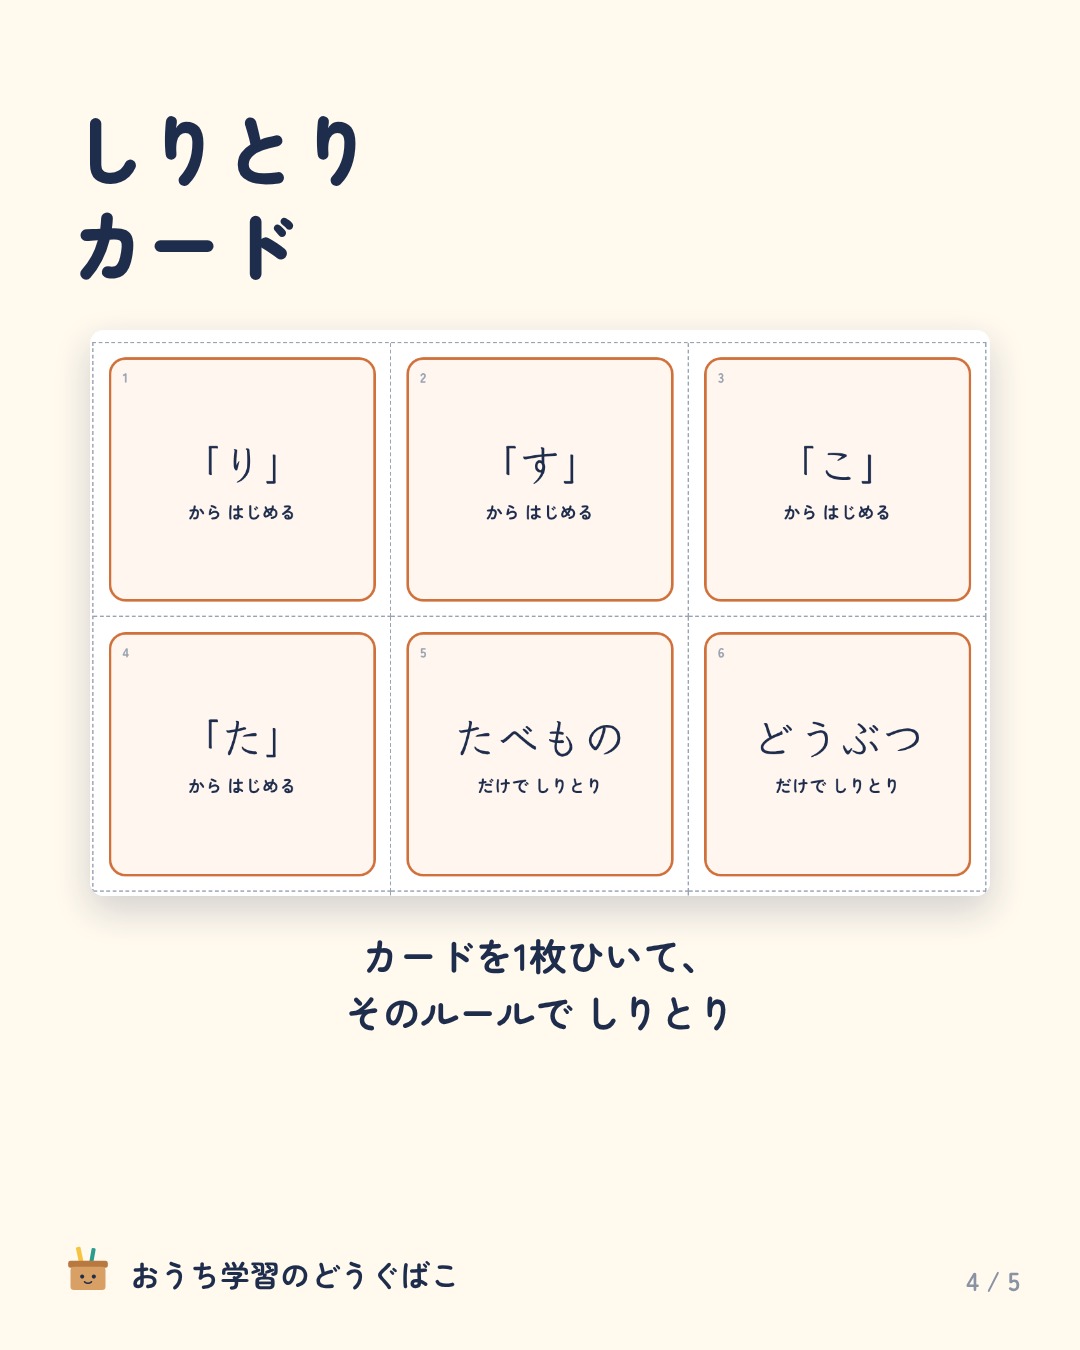 しりとり
カード
1
「り」
から はじめる
2
「す」
から はじめる
3
「こ」
から はじめる
4
「た」
から はじめる
5
たべもの
だけで しりとり
6
どうぶつ
だけで しりとり
カードを1枚ひいて、
そのルールで しりとり
おうち学習のどうぐばこ
4 / 5